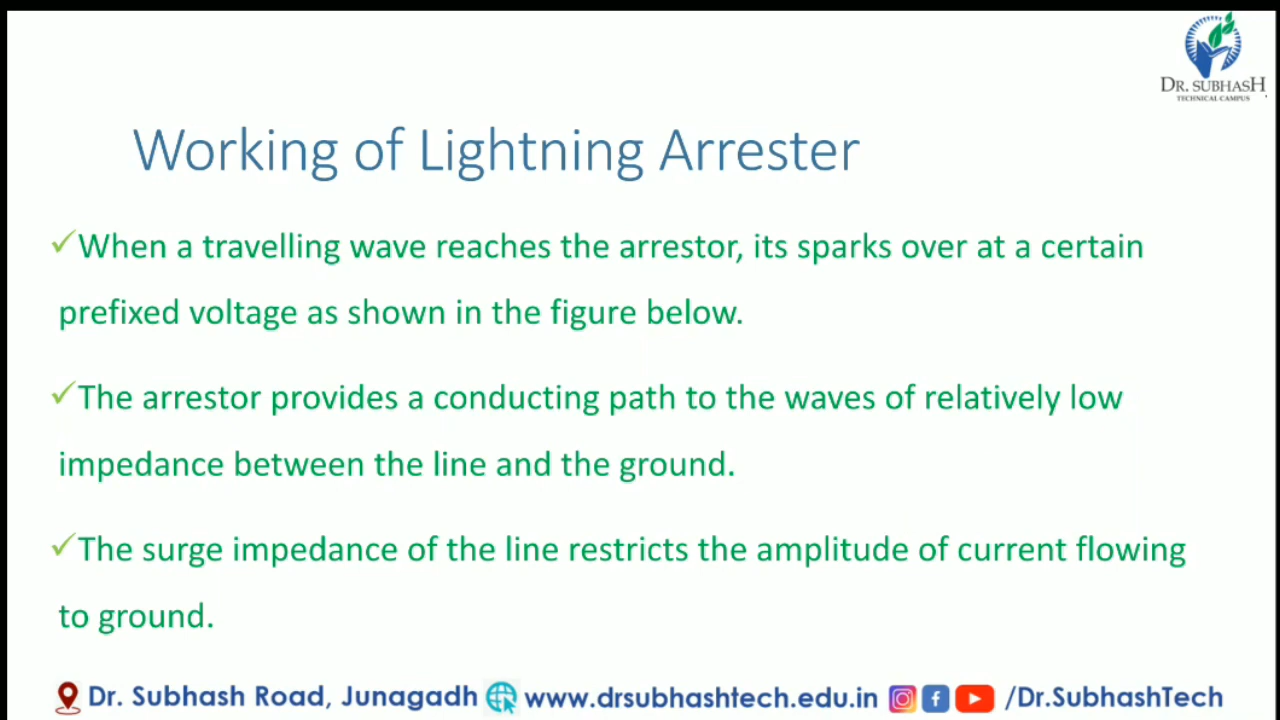 DR. SUBHASH
TECHNICAL CAMPUS
Working of Lightning Arrester
✓When a travelling wave reaches the arrestor, its sparks over at a certain
prefixed voltage as shown in the figure below.
✓The arrestor provides a conducting path to the waves of relatively low
impedance between the line and the ground.
✓The surge impedance of the line restricts the amplitude of current flowing
to ground.
Dr. Subhash Road, Junagadh www.drsubhashtech.edu.in /Dr.SubhashTech